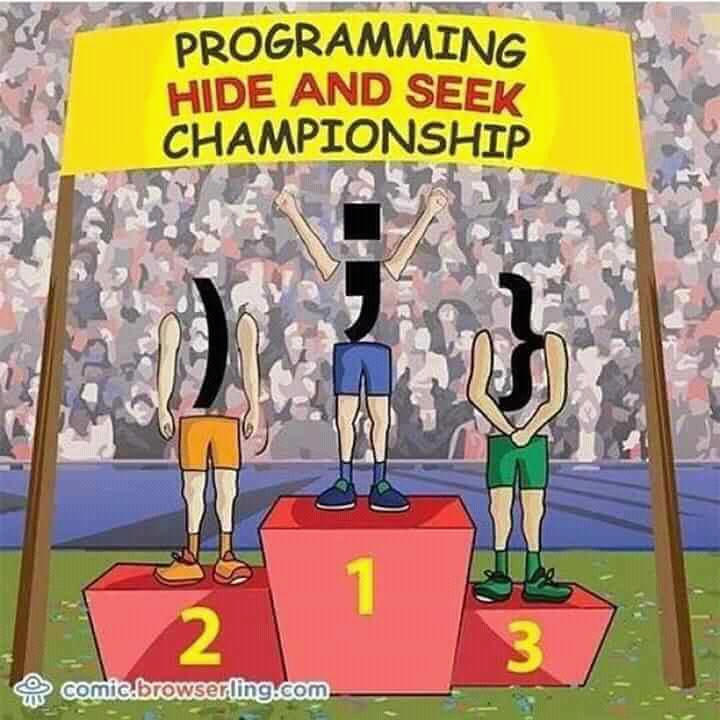 PROGRAMMING
HIDE AND SEEK
CHAMPIONSHIP
;
)
}
1
2
3
comic.browserling.com